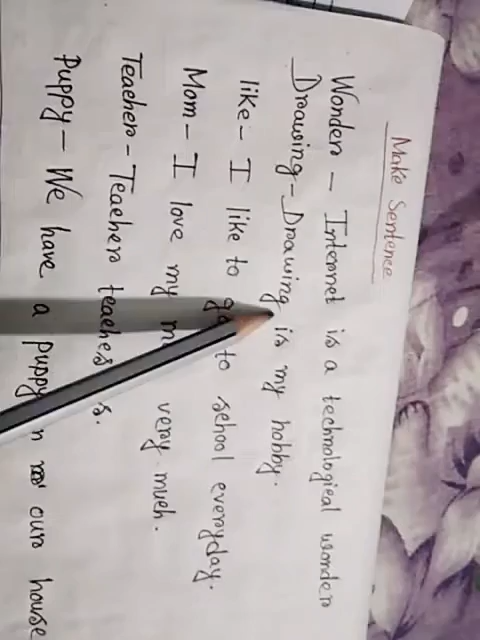 Make Sentence
Wonder - Internet is a technological wonder
Drawing - Drawing is my hobby.
like - I like to go to school everyday.
Mom - I love my very much.
Teacher - Teacher teaches
Puppy - We have a puppy our house